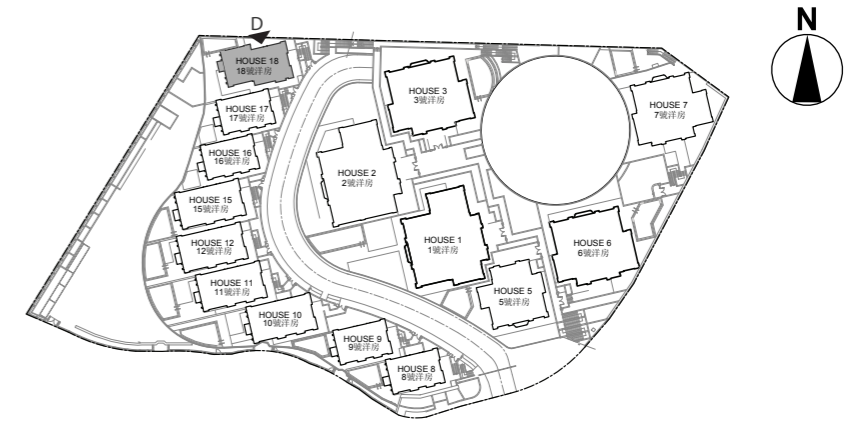 D
N
HOUSE 18
18號洋房
HOUSE 17
17號洋房
HOUSE 16
16號洋房
HOUSE 15
15號洋房
HOUSE 12
12號洋房
HOUSE 11
11號洋房
HOUSE 10
10號洋房
HOUSE 9
9號洋房
HOUSE 8
8號洋房
HOUSE 3
3號洋房
HOUSE 2
2號洋房
HOUSE 1
1號洋房
HOUSE 5
5號洋房
HOUSE 6
6號洋房
HOUSE 7
7號洋房